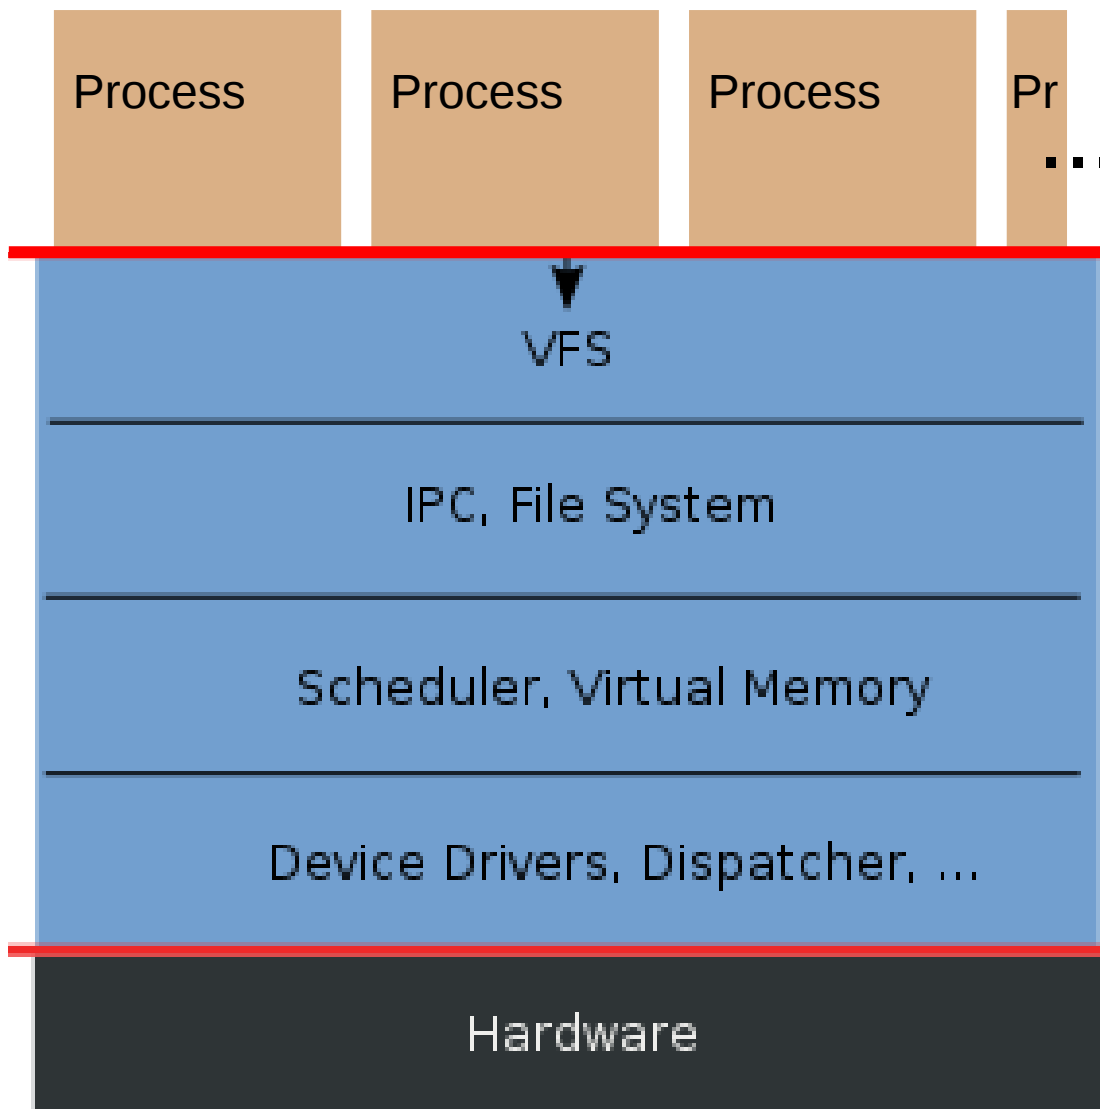 Process Process Process Pr
...
VFS
IPC, File System
Scheduler, Virtual Memory
Device Drivers, Dispatcher, ...
Hardware